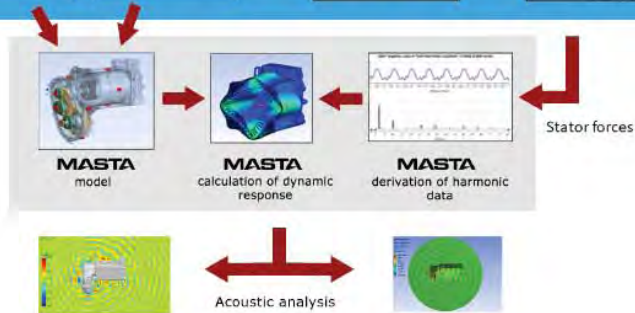 Stator forces
MASTA
model
MASTA
calculation of dynamic
response
MASTA
derivation of harmonic
data
Acoustic analysis